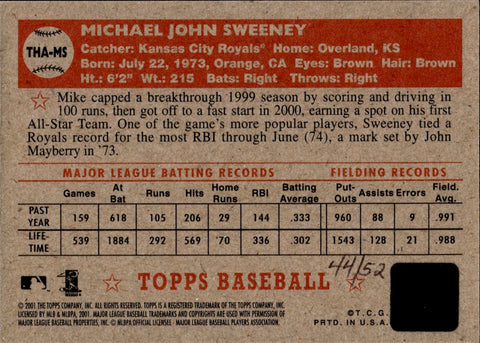 THA-MS
MICHAEL JOHN SWEENEY
Catcher: Kansas City Royals® Home: Overland, KS
Born: July 22, 1973, Orange, CA Eyes: Brown Hair: Brown
Ht.: 6'2" Wt.: 215 Bats: Right Throws: Right
Mike capped a breakthrough 1999 season by scoring and driving in
100 runs, then got off to a fast start in 2000, earning a spot on his first
All-Star Team. One of the game's more popular players, Sweeney tied a
Royals record for the most RBI through June (74), a mark set by John
Mayberry in '73.
MAJOR LEAGUE BATTING RECORDS FIELDING RECORDS
Games At Bat Runs Hits Home Runs RBI Batting Average Put-Outs Assists Errors Field. Avg.
PAST YEAR 159 618 105 206 29 144 .333 960 88 9 .991
LIFE-TIME 539 1884 292 569 70 336 .302 1543 128 21 .988
TOPPS BASEBALL
44/52
© 2001 THE TOPPS COMPANY, INC. ALL RIGHTS RESERVED. TOPPS IS A REGISTERED TRADEMARK OF THE TOPPS COMPANY, INC.
LICENSED BY MLB & MLBPA, 2001. MAJOR LEAGUE BASEBALL TRADEMARKS AND COPYRIGHTS ARE USED WITH PERMISSION OF
MAJOR LEAGUE BASEBALL PROPERTIES, INC. © MLBPA OFFICIAL LICENSEE - MAJOR LEAGUE BASEBALL PLAYERS ASSOCIATION.
© T.C.G.
PRTD. IN U.S.A.